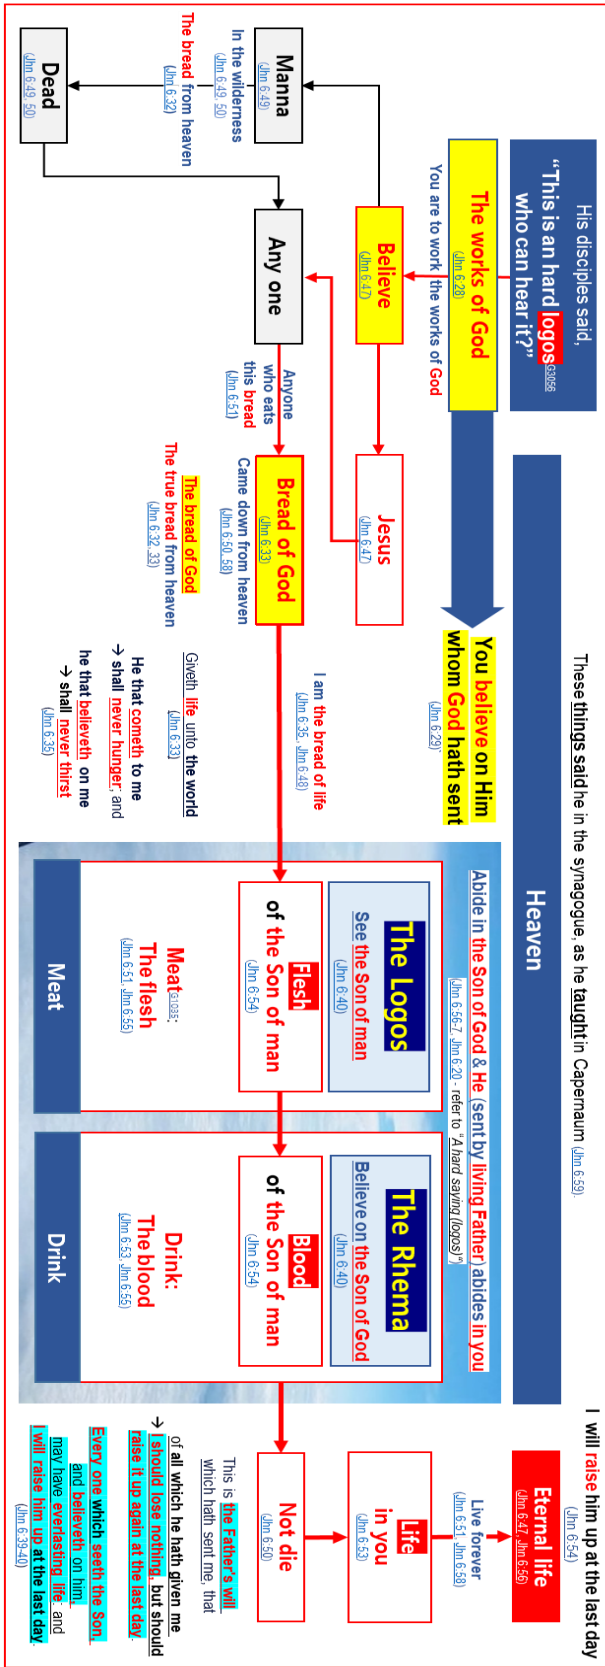 These things said he in the synagogue, as he taught in Capernaum (Jhn 6:59).
I will raise him up at the last day
(Jhn 6:54)
His disciples said,
“This is an hard logosG3056
who can hear it?”
Heaven
Eternal life
(Jhn 6:47, Jhn 6:56)
The works of God
(Jhn 6:28)
You are to work the works of God
You believe on Him
whom God hath sent
(Jhn 6:29)
Abide in the Son of God & He (sent by living Father) abides in you
(Jhn 6:56-7, Jhn 6:20 - refer to “A hard saying (logos)”)
Live forever
(Jhn 6:51, Jhn 6:58)
Believe
(Jhn 6:47)
Jesus
(Jhn 6:47)
The Logos
See the Son of man
(Jhn 6:40)
The Rhema
Believe on the Son of God
(Jhn 6:40)
Life
in you
(Jhn 6:53)
Manna
(Jhn 6:49)
In the wilderness
(Jhn 6:49, 50)
The bread from heaven
(Jhn 6:32)
Dead
(Jhn 6:49, 50)
Any one
Anyone
who eats
this bread
(Jhn 6:51)
Bread of God
(Jhn 6:33)
Came down from heaven
(Jhn 6:50, 58)
The bread of God
The true bread from heaven
(Jhn 6:32, 33)
I am the bread of life
(Jhn 6:35, Jhn 6:48)
Giveth life unto the world
(Jhn 6:33)
He that cometh to me
→ shall never hunger; and
he that believeth on me
→ shall never thirst
(Jhn 6:35)
Flesh
of the Son of man
(Jhn 6:54)
Meat G1035:
The flesh
(Jhn 6:51, Jhn 6:55)
Meat
Blood
of the Son of man
(Jhn 6:54)
Drink:
The blood
(Jhn 6:53, Jhn 6:55)
Drink
Not die
(Jhn 6:50)
This is the Father's will
which hath sent me, that
of all which he hath given me
→ I should lose nothing, but should
raise it up again at the last day.
Every one which seeth the Son,
and believeth on him,
may have everlasting life: and
I will raise him up at the last day.
(Jhn 6:39-40)